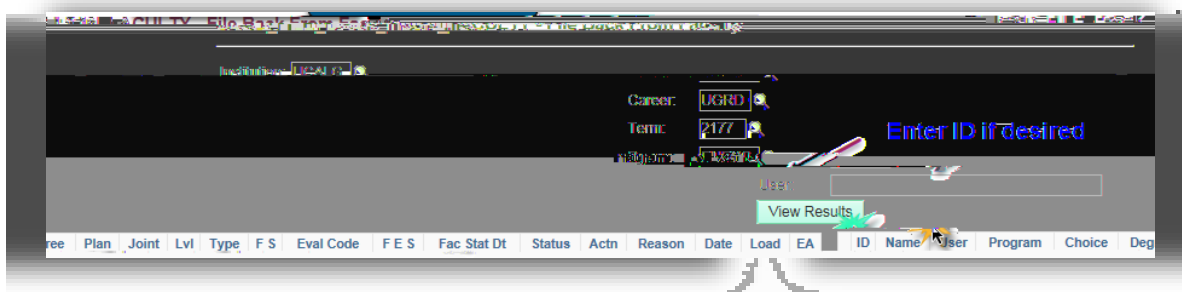 Institution: UCALG
Career: UGRD
Term: 2177 Enter ID if desired
User
View Results
ree Plan Joint Lvl Type F S Eval Code F E S Fac Stat Dt Status Actn Reason Date Load EA ID Name User Program Choice Deg